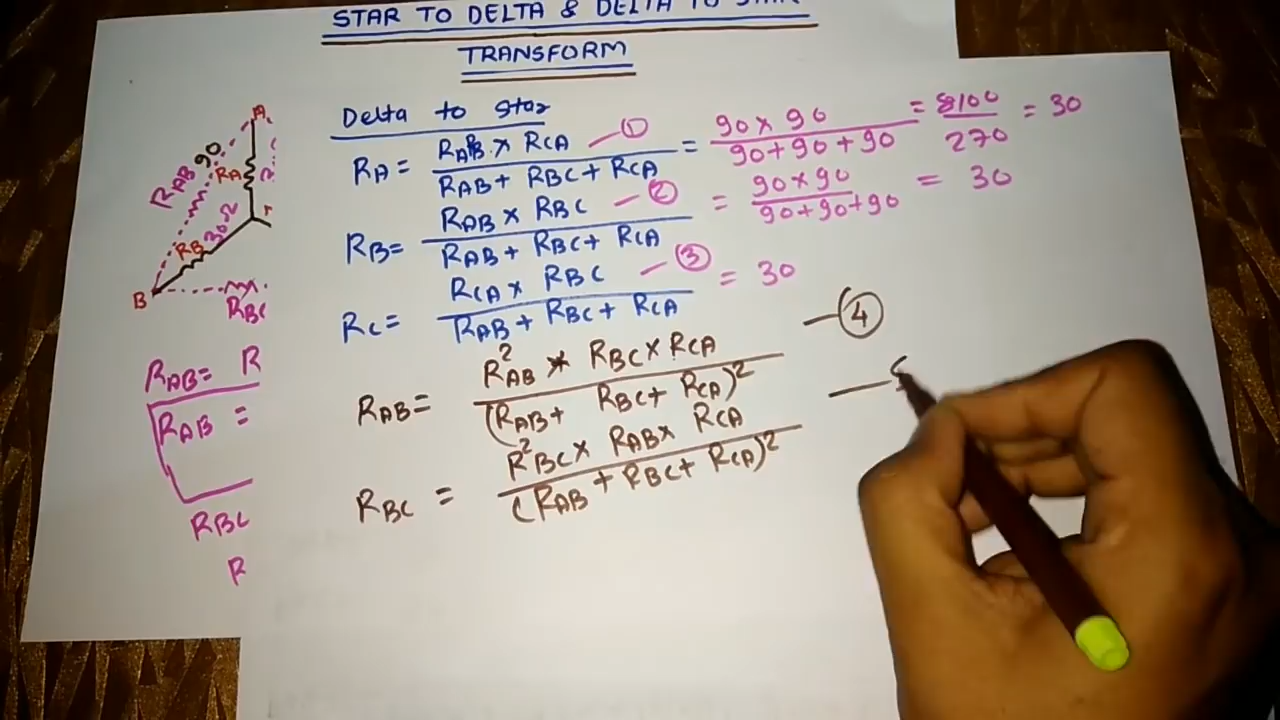 STAR TO DELTA & DELTA TO STAR
TRANSFORM
Delta to Star
RA = RAB × RCA / RAB + RBC + RCA — ① = 90 × 90 / 90 + 90 + 90 = 8100 / 270 = 30
RB = RAB × RBC / RAB + RBC + RCA — ② = 90 × 90 / 90 + 90 + 90 = 30
RC = RCA × RBC / RAB + RBC + RCA — ③ = 30
RAB = R²AB × RBC × RCA / (RAB + RBC + RCA)² — ④
RBC = R²BC × RAB × RCA / (RAB + RBC + RCA)² —
A
RAB 90
RA
RB 30Ω
B
RBC
RAB = R
RAB =
RBC
R